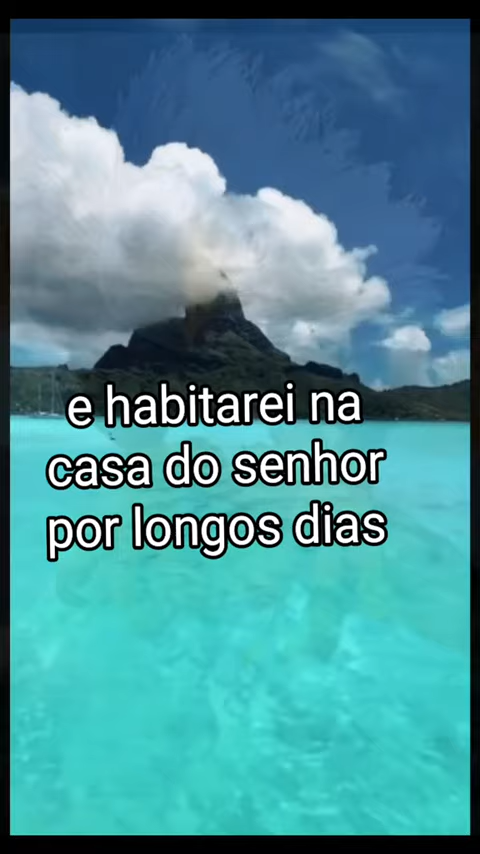 e habitarei na
casa do senhor
por longos dias